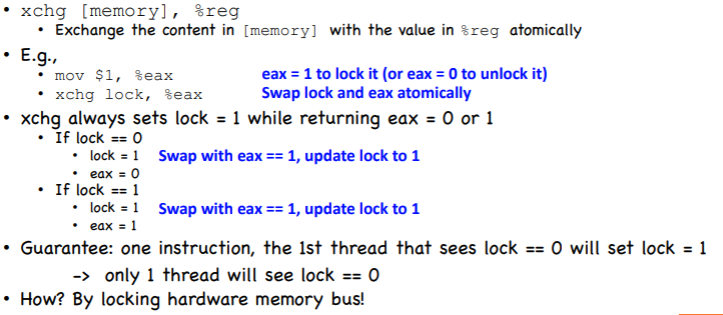 • xchg [memory], %reg
• Exchange the content in [memory] with the value in %reg atomically
• E.g.,
• mov $1, %eax eax = 1 to lock it (or eax = 0 to unlock it)
• xchg lock, %eax Swap lock and eax atomically
• xchg always sets lock = 1 while returning eax = 0 or 1
• If lock == 0
• lock = 1 Swap with eax == 1, update lock to 1
• eax = 0
• If lock == 1
• lock = 1 Swap with eax == 1, update lock to 1
• eax = 1
• Guarantee: one instruction, the 1st thread that sees lock == 0 will set lock = 1
-> only 1 thread will see lock == 0
• How? By locking hardware memory bus!